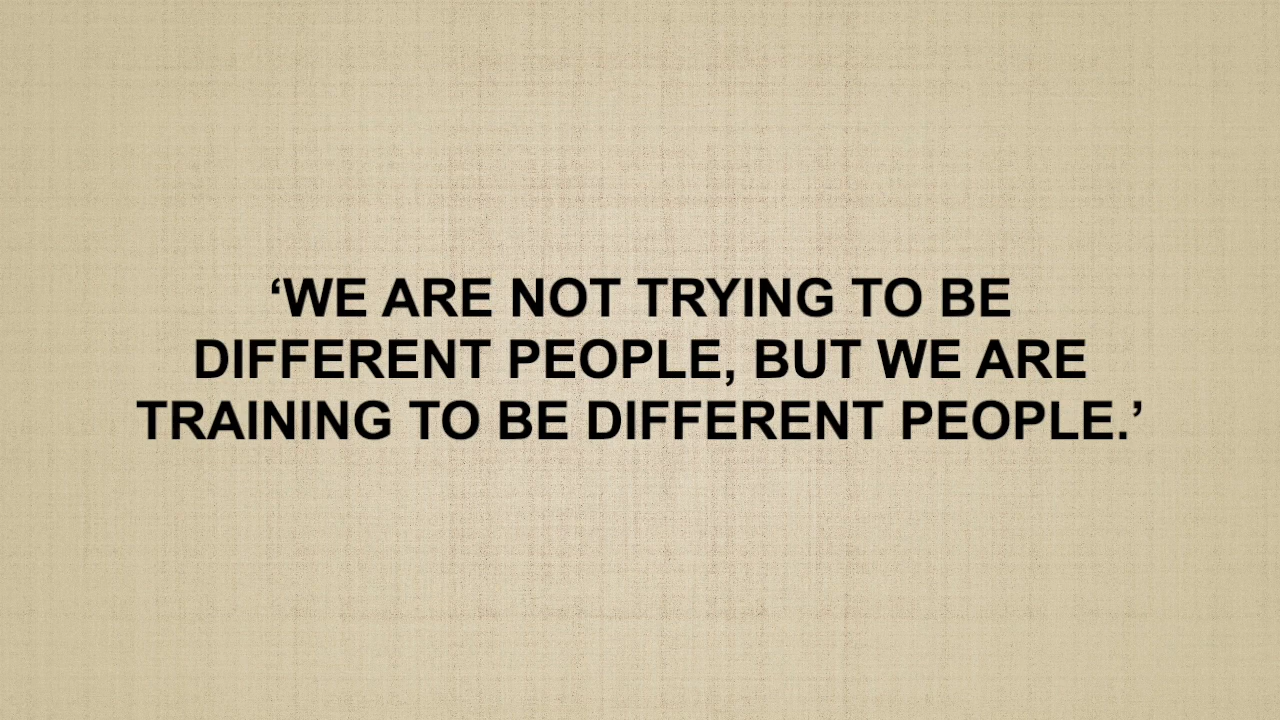 ‘WE ARE NOT TRYING TO BE
DIFFERENT PEOPLE, BUT WE ARE
TRAINING TO BE DIFFERENT PEOPLE.’